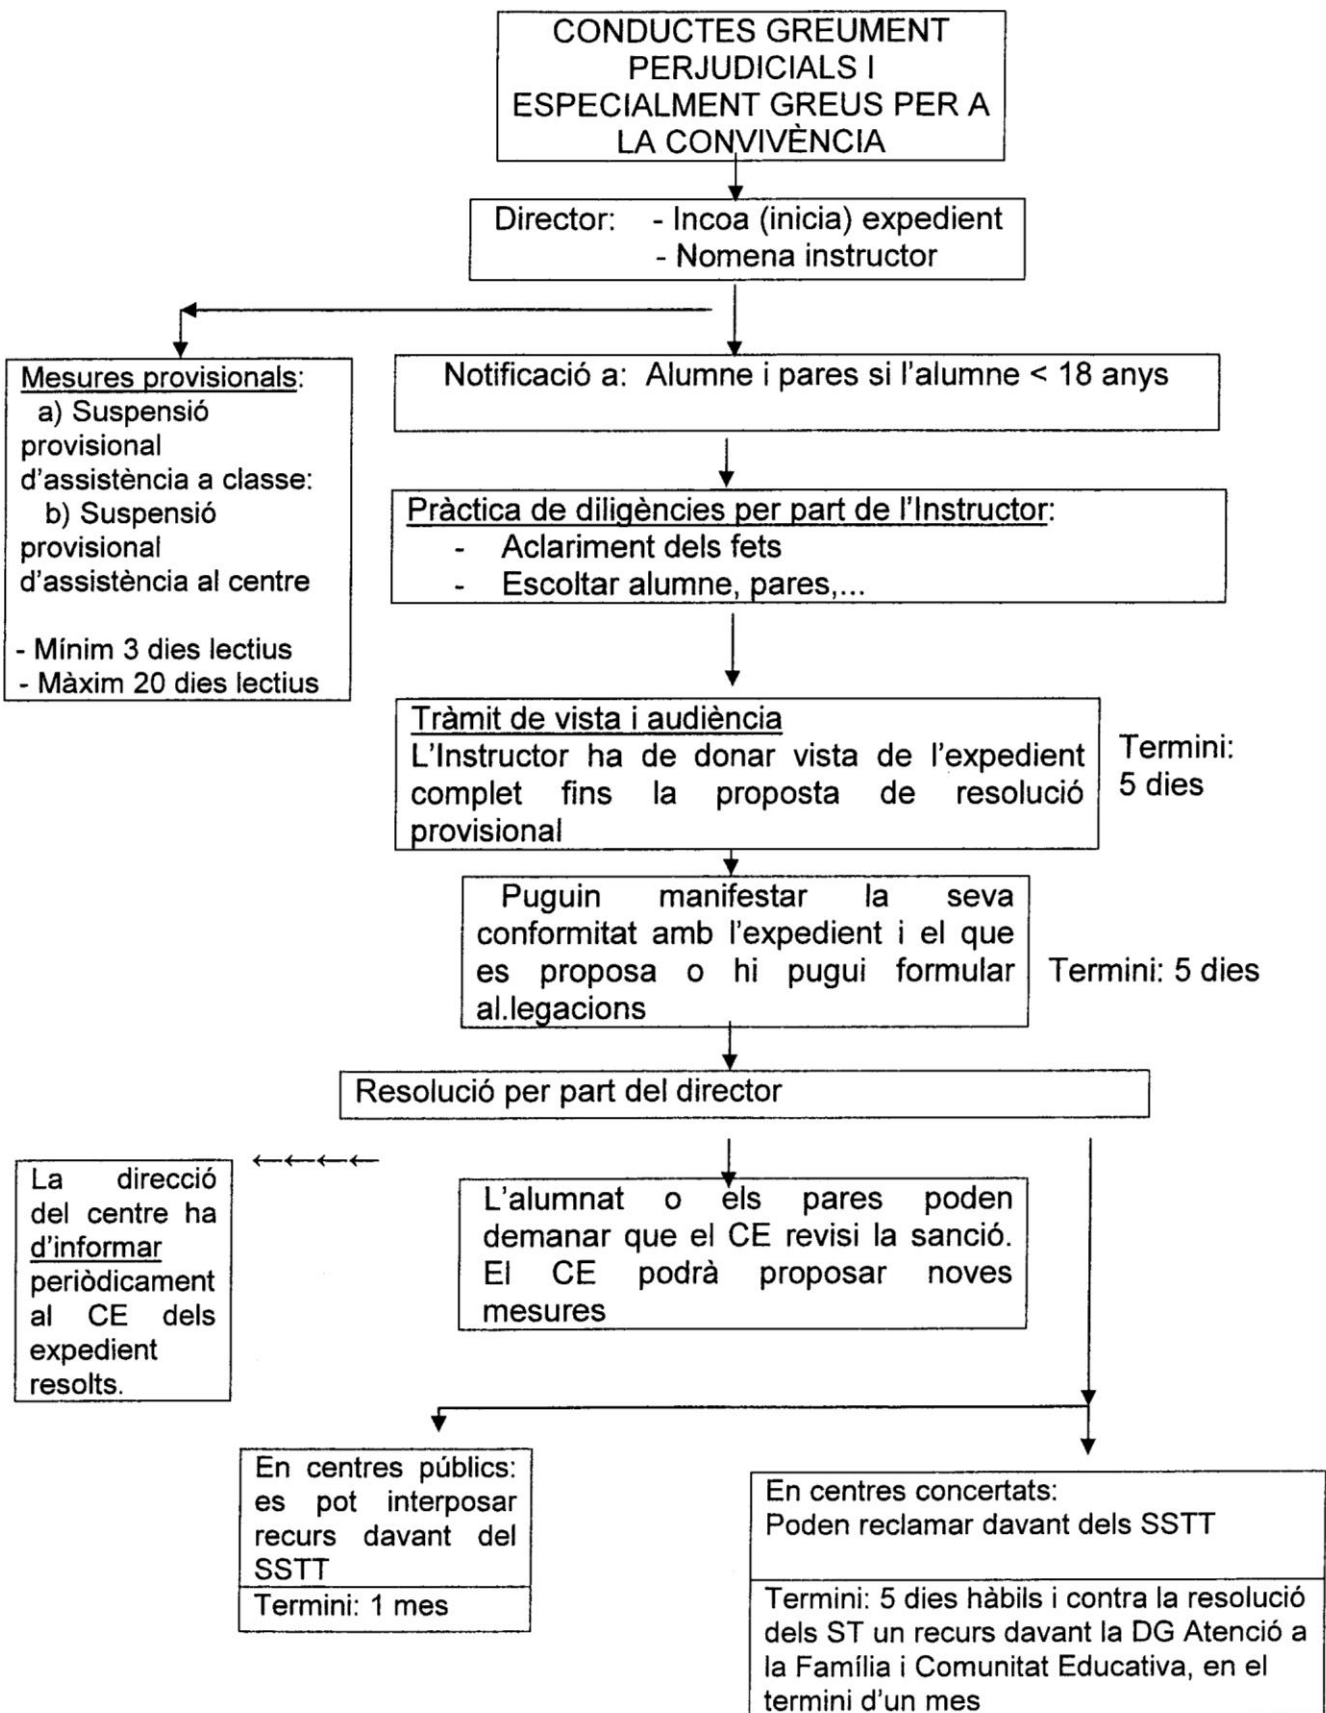 CONDUCTES GREUMENT
PERJUDICIALS I
ESPECIALMENT GREUS PER A
LA CONVIVÈNCIA
Director: - Incoa (inicia) expedient
- Nomena instructor
Mesures provisionals:
a) Suspensió
provisional
d'assistència a classe:
b) Suspensió
provisional
d'assistència al centre
- Mínim 3 dies lectius
- Màxim 20 dies lectius
Notificació a: Alumne i pares si l'alumne < 18 anys
Pràctica de diligències per part de l'Instructor:
- Aclariment dels fets
- Escoltar alumne, pares,...
Tràmit de vista i audiència
L'Instructor ha de donar vista de l'expedient
complet fins la proposta de resolució
provisional
Termini:
5 dies
Puguin manifestar la seva
conformitat amb l'expedient i el que
es proposa o hi pugui formular
al.legacions
Termini: 5 dies
Resolució per part del director
La direcció
del centre ha
d'informar
periòdicament
al CE dels
expedient
resolts.
L'alumnat o els pares poden
demanar que el CE revisi la sanció.
El CE podrà proposar noves
mesures
En centres públics:
es pot interposar
recurs davant del
SSTT
Termini: 1 mes
En centres concertats:
Poden reclamar davant dels SSTT
Termini: 5 dies hàbils i contra la resolució
dels ST un recurs davant la DG Atenció a
la Família i Comunitat Educativa, en el
termini d'un mes